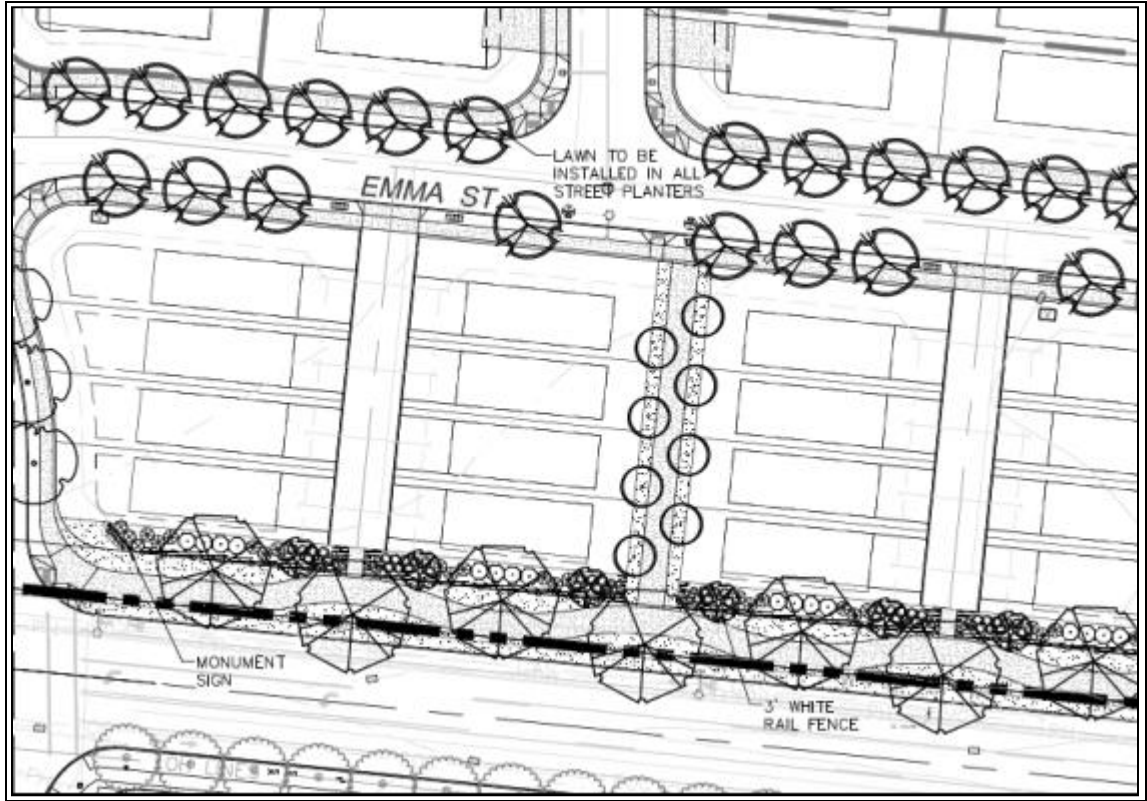 LAWN TO BE
INSTALLED IN ALL
STREET PLANTERS
EMMA ST
MONUMENT
SIGN
3' WHITE
RAIL FENCE